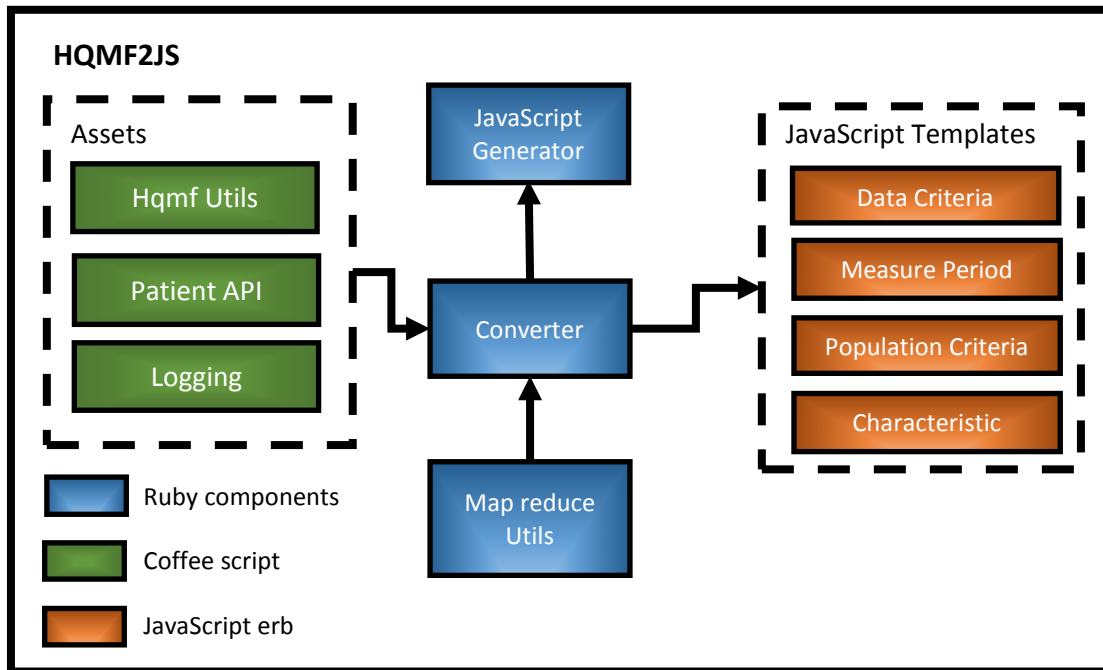 HQMF2JS
Assets
Hqmf Utils
Patient API
Logging
JavaScript
Generator
Converter
Map reduce
Utils
JavaScript Templates
Data Criteria
Measure Period
Population Criteria
Characteristic
Ruby components
Coffee script
JavaScript erb